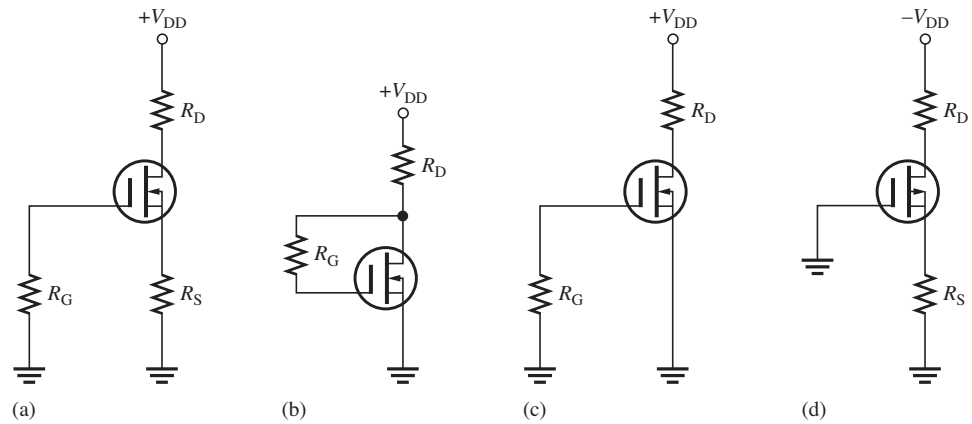 +V_DD
R_D
R_G
R_S
(a)
+V_DD
R_D
R_G
(b)
+V_DD
R_D
R_G
(c)
−V_DD
R_D
R_S
(d)